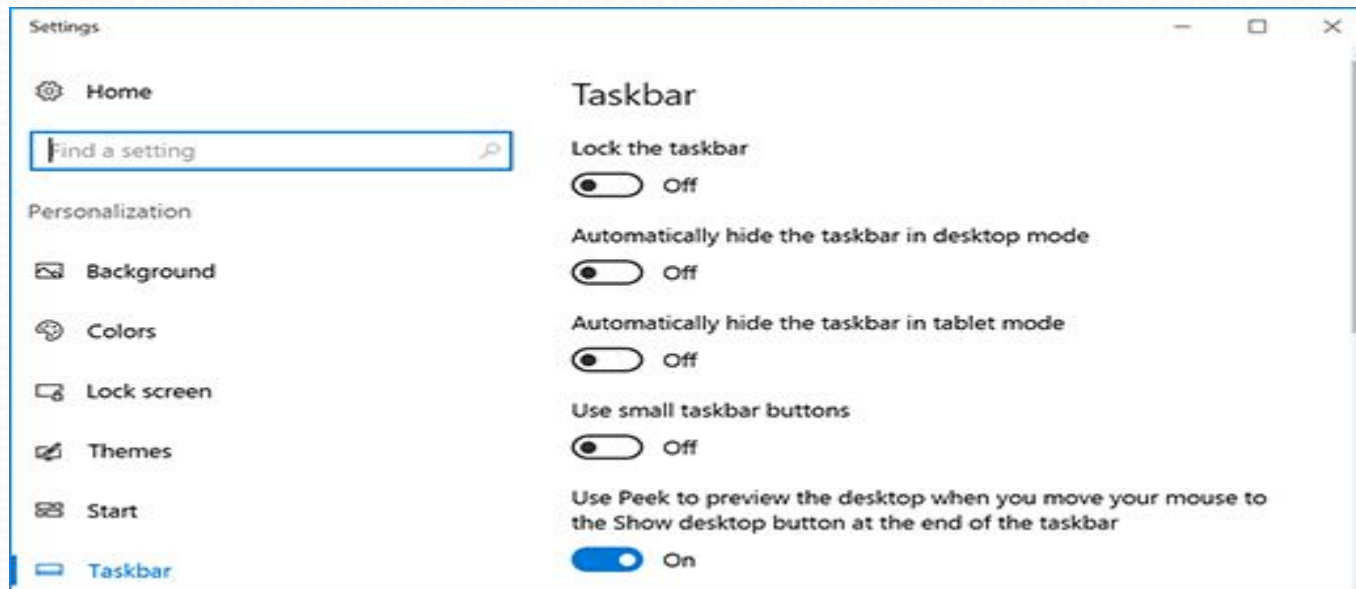 Settings
Home
Find a setting
Personalization
Background
Colors
Lock screen
Themes
Start
Taskbar
Taskbar
Lock the taskbar
Off
Automatically hide the taskbar in desktop mode
Off
Automatically hide the taskbar in tablet mode
Off
Use small taskbar buttons
Off
Use Peek to preview the desktop when you move your mouse to
the Show desktop button at the end of the taskbar
On